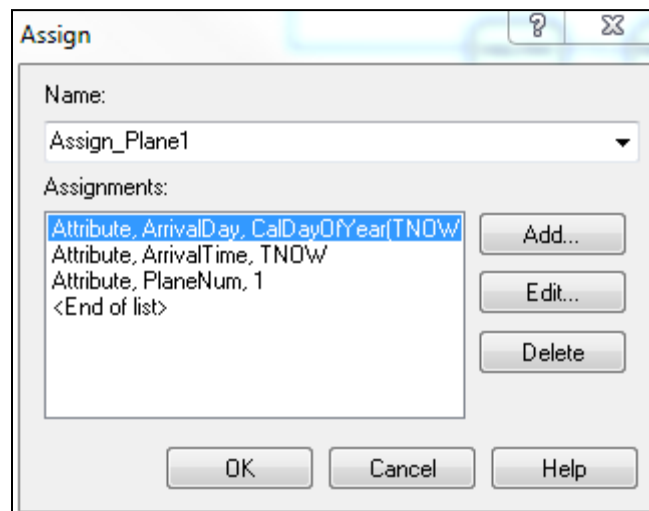 Assign
?
Name:
Assign_Plane1
Assignments:
Attribute, ArrivalDay, CalDayOfYear(TNOW
Attribute, ArrivalTime, TNOW
Attribute, PlaneNum, 1
<End of list>
Add...
Edit...
Delete
OK Cancel Help